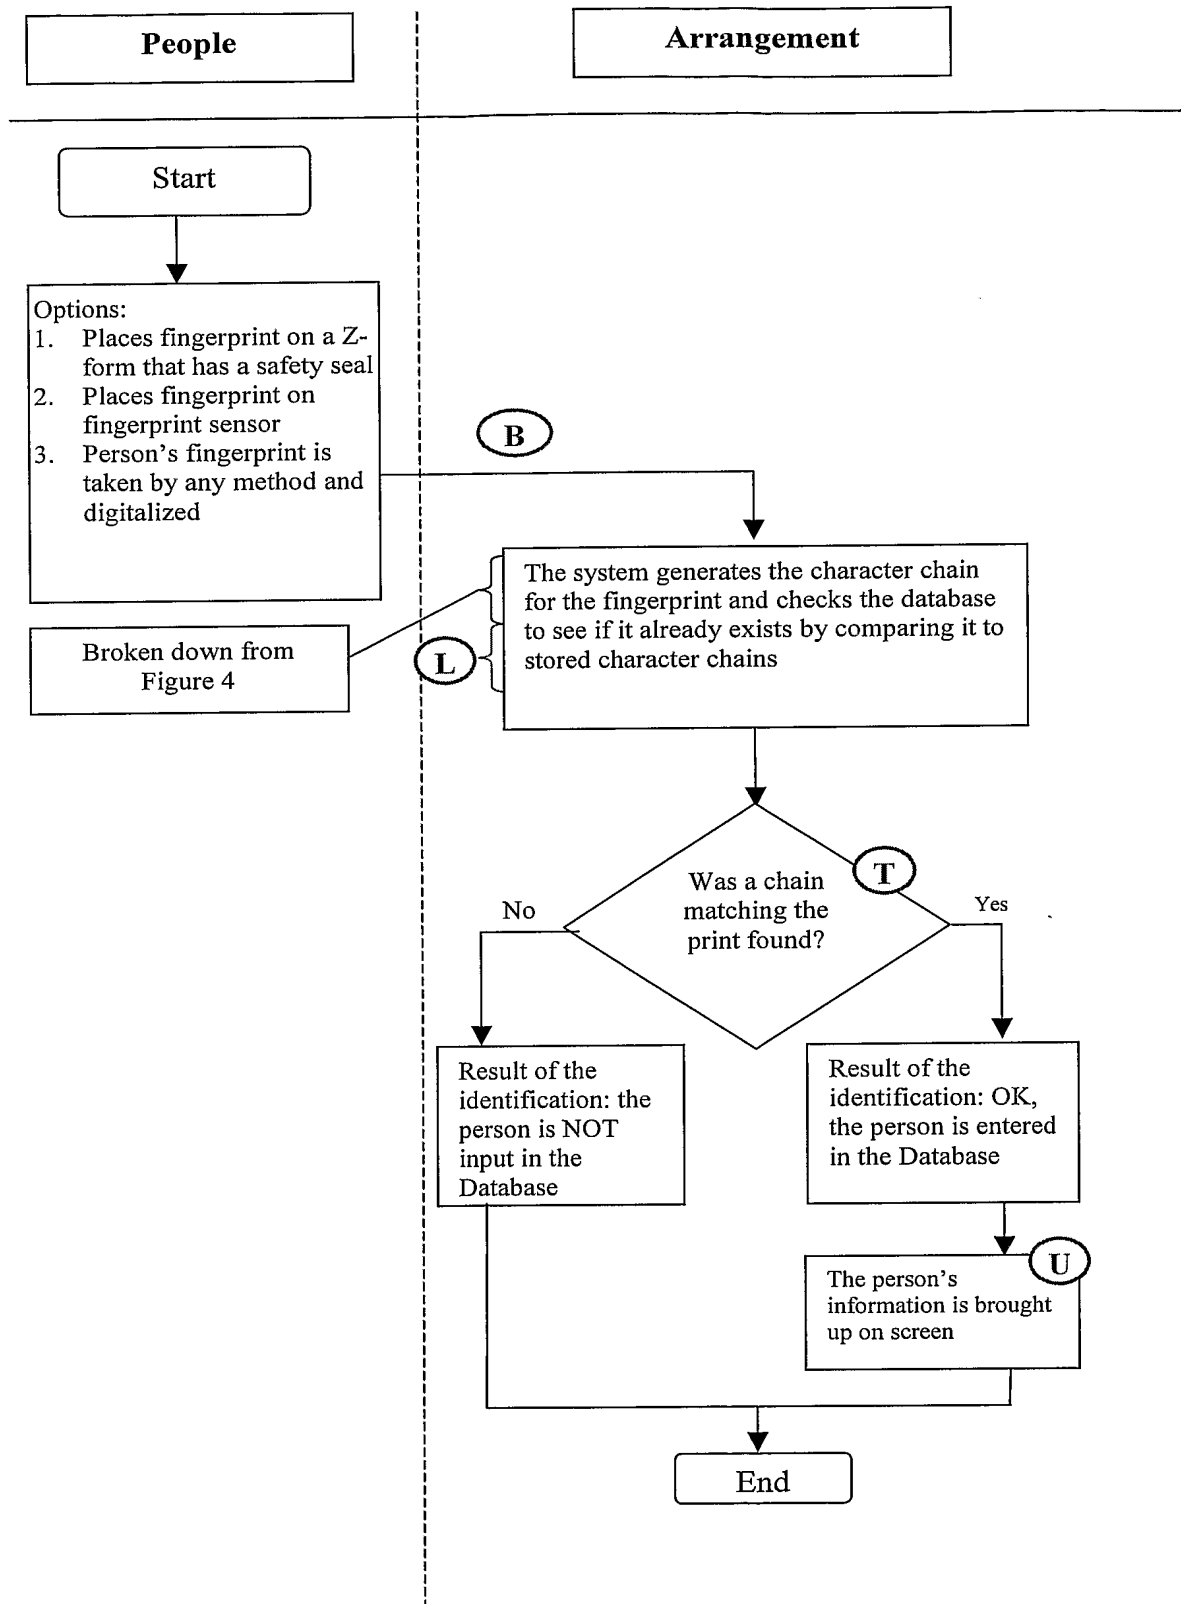 People
Arrangement
Start
Options:
1. Places fingerprint on a Z-
form that has a safety seal
2. Places fingerprint on
fingerprint sensor
3. Person's fingerprint is
taken by any method and
digitalized
B
The system generates the character chain
for the fingerprint and checks the database
to see if it already exists by comparing it to
stored character chains
Broken down from
Figure 4
L
T
Was a chain
matching the
print found?
No
Yes
Result of the
identification: the
person is NOT
input in the
Database
Result of the
identification: OK,
the person is entered
in the Database
U
The person's
information is brought
up on screen
End